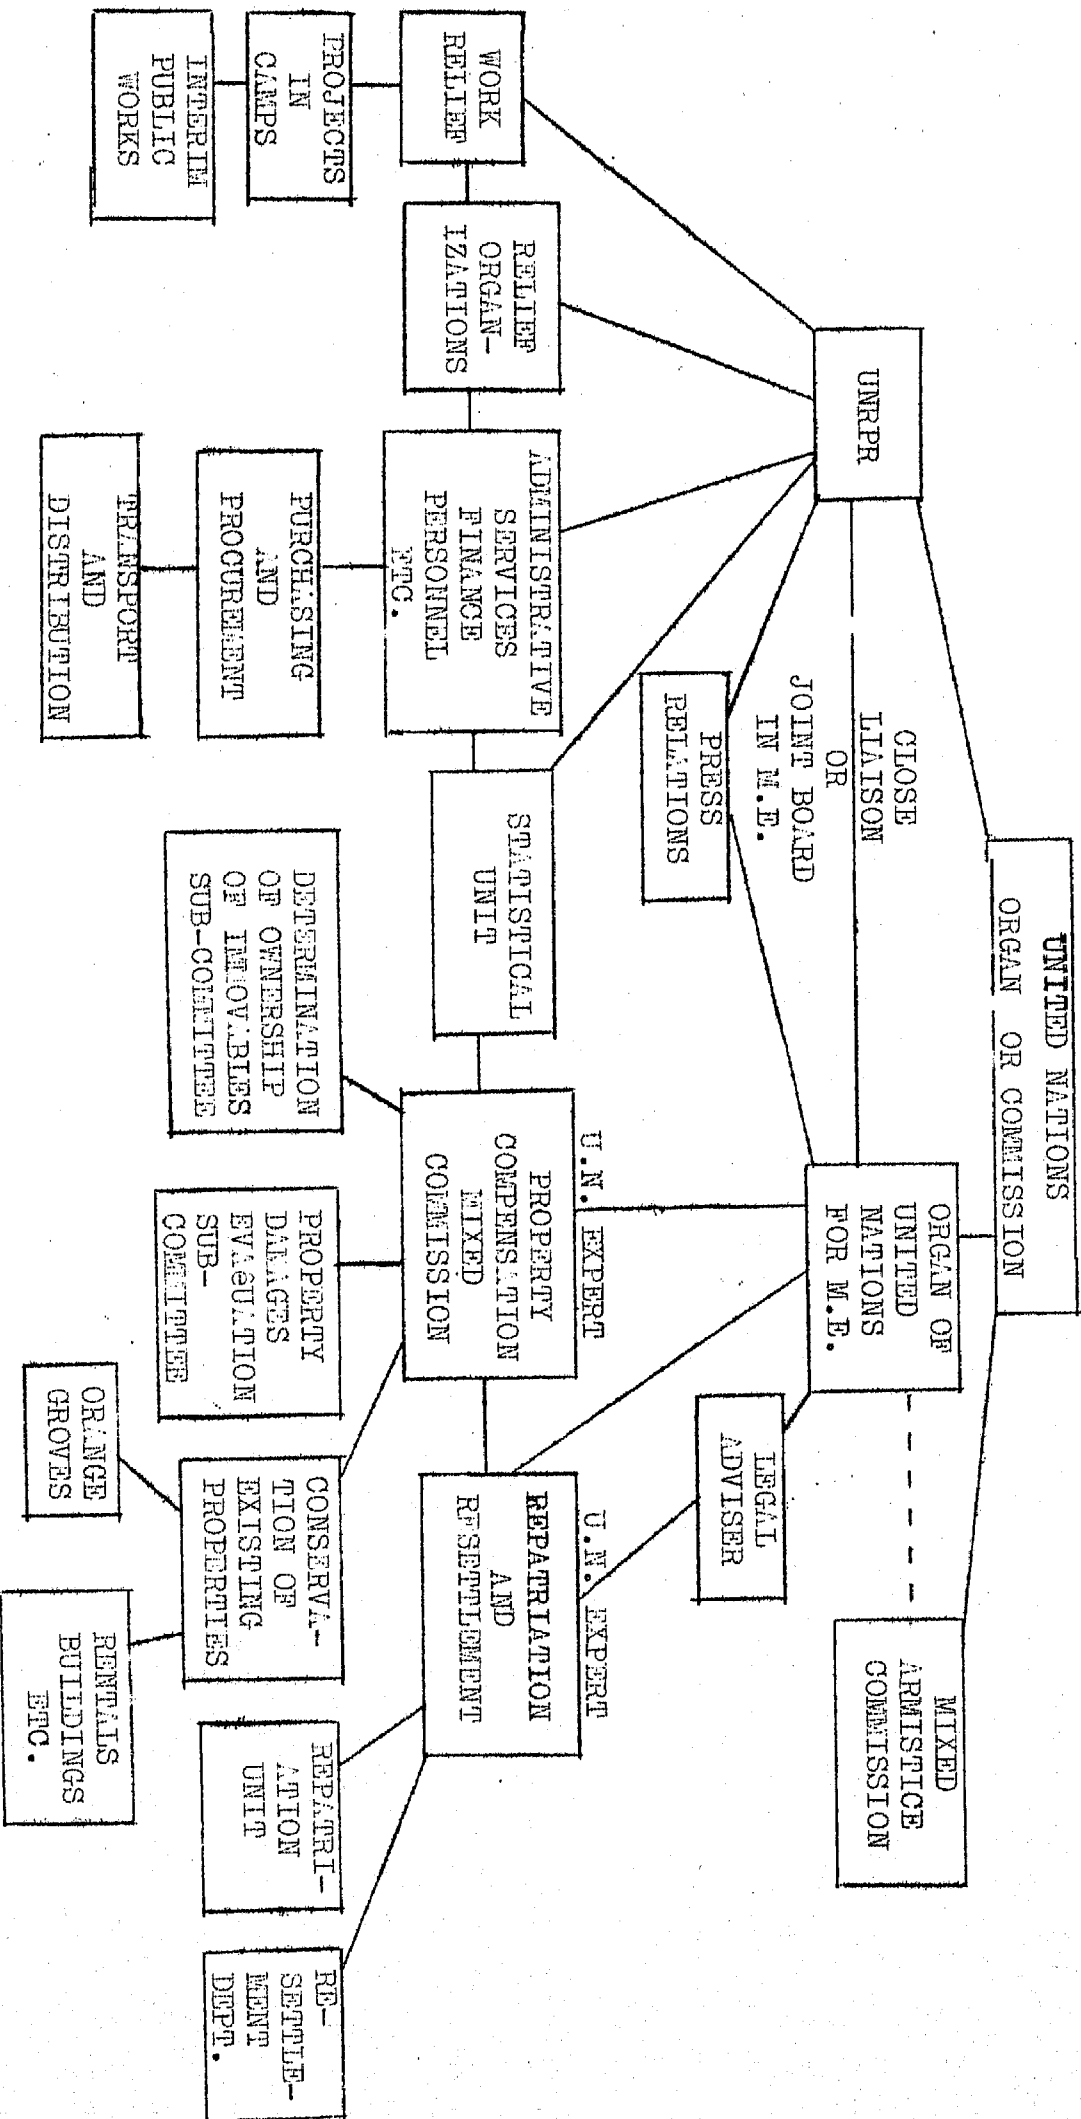 UNITED NATIONS
ORGAN OR COMMISSION
UNRPR
CLOSE
LIAISON
OR
JOINT BOARD
IN M.E.
ORGAN OF
UNITED
NATIONS
FOR M.E.
MIXED
ARMISTICE
COMMISSION
PRESS
RELATIONS
LEGAL
ADVISER
WORK
RELIEF
RELIEF
ORGAN-
IZATIONS
ADMINISTRATIVE
SERVICES
FINANCE
PERSONNEL
ETC.
STATISTICAL
UNIT
U.N. EXPERT
PROPERTY
COMPENSATION
MIXED
COMMISSION
U.N. EXPERT
REPATRIATION
AND
RESETTLEMENT
PROJECTS
IN
CAMPS
INTERIM
PUBLIC
WORKS
PURCHASING
AND
PROCUREMENT
TRANSPORT
AND
DISTRIBUTION
DETERMINATION
OF OWNERSHIP
OF IMMOVABLES
SUB-COMMITTEE
PROPERTY
DAMAGES
EVAéUATION
SUB-
COMMITTEE
CONSERVA-
TION OF
EXISTING
PROPERTIES
ORANGE
GROVES
RENTALS
BUILDINGS
ETC.
REPATRI-
ATION
UNIT
RE-
SETTLE-
MENT
DEPT.